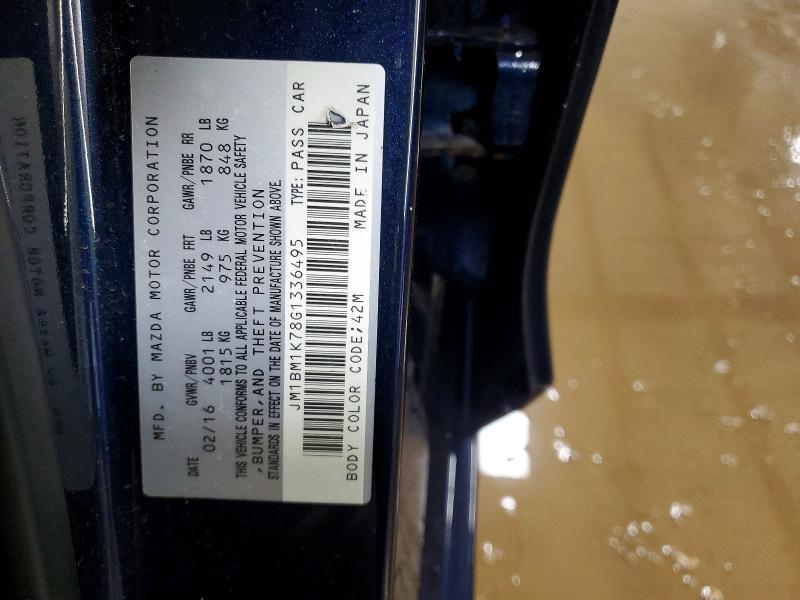 MFD. BY MAZDA MOTOR CORPORATION
DATE GVWR/PNBV GAWR/PNBE FRT GAWR/PNBE RR
02/16 4001 LB 2149 LB 1870 LB
1815 KG 975 KG 848 KG
THIS VEHICLE CONFORMS TO ALL APPLICABLE FEDERAL MOTOR VEHICLE SAFETY
,BUMPER,AND THEFT PREVENTION
STANDARDS IN EFFECT ON THE DATE OF MANUFACTURE SHOWN ABOVE.
JM1BM1K78G1336495 TYPE: PASS CAR
BODY COLOR CODE;42M MADE IN JAPAN